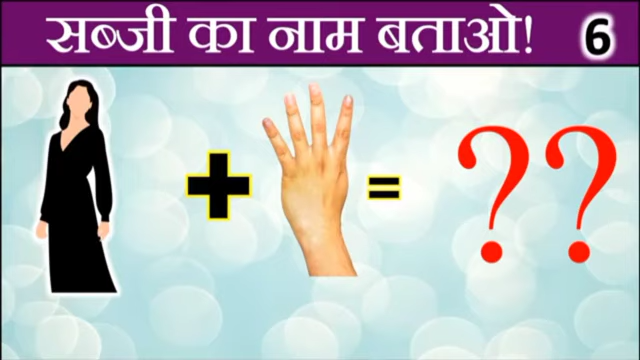 सब्जी का नाम बताओ! 6
+ = ??